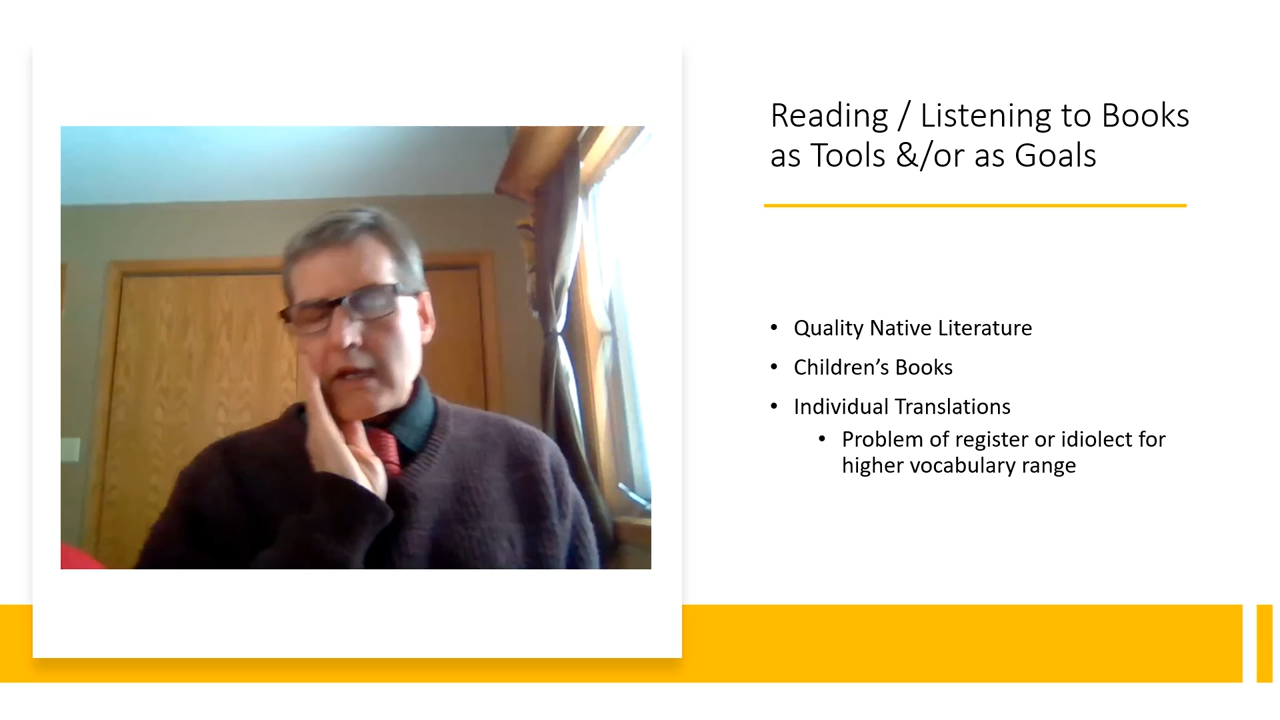 Reading / Listening to Books
as Tools &/or as Goals
• Quality Native Literature
• Children’s Books
• Individual Translations
• Problem of register or idiolect for
higher vocabulary range